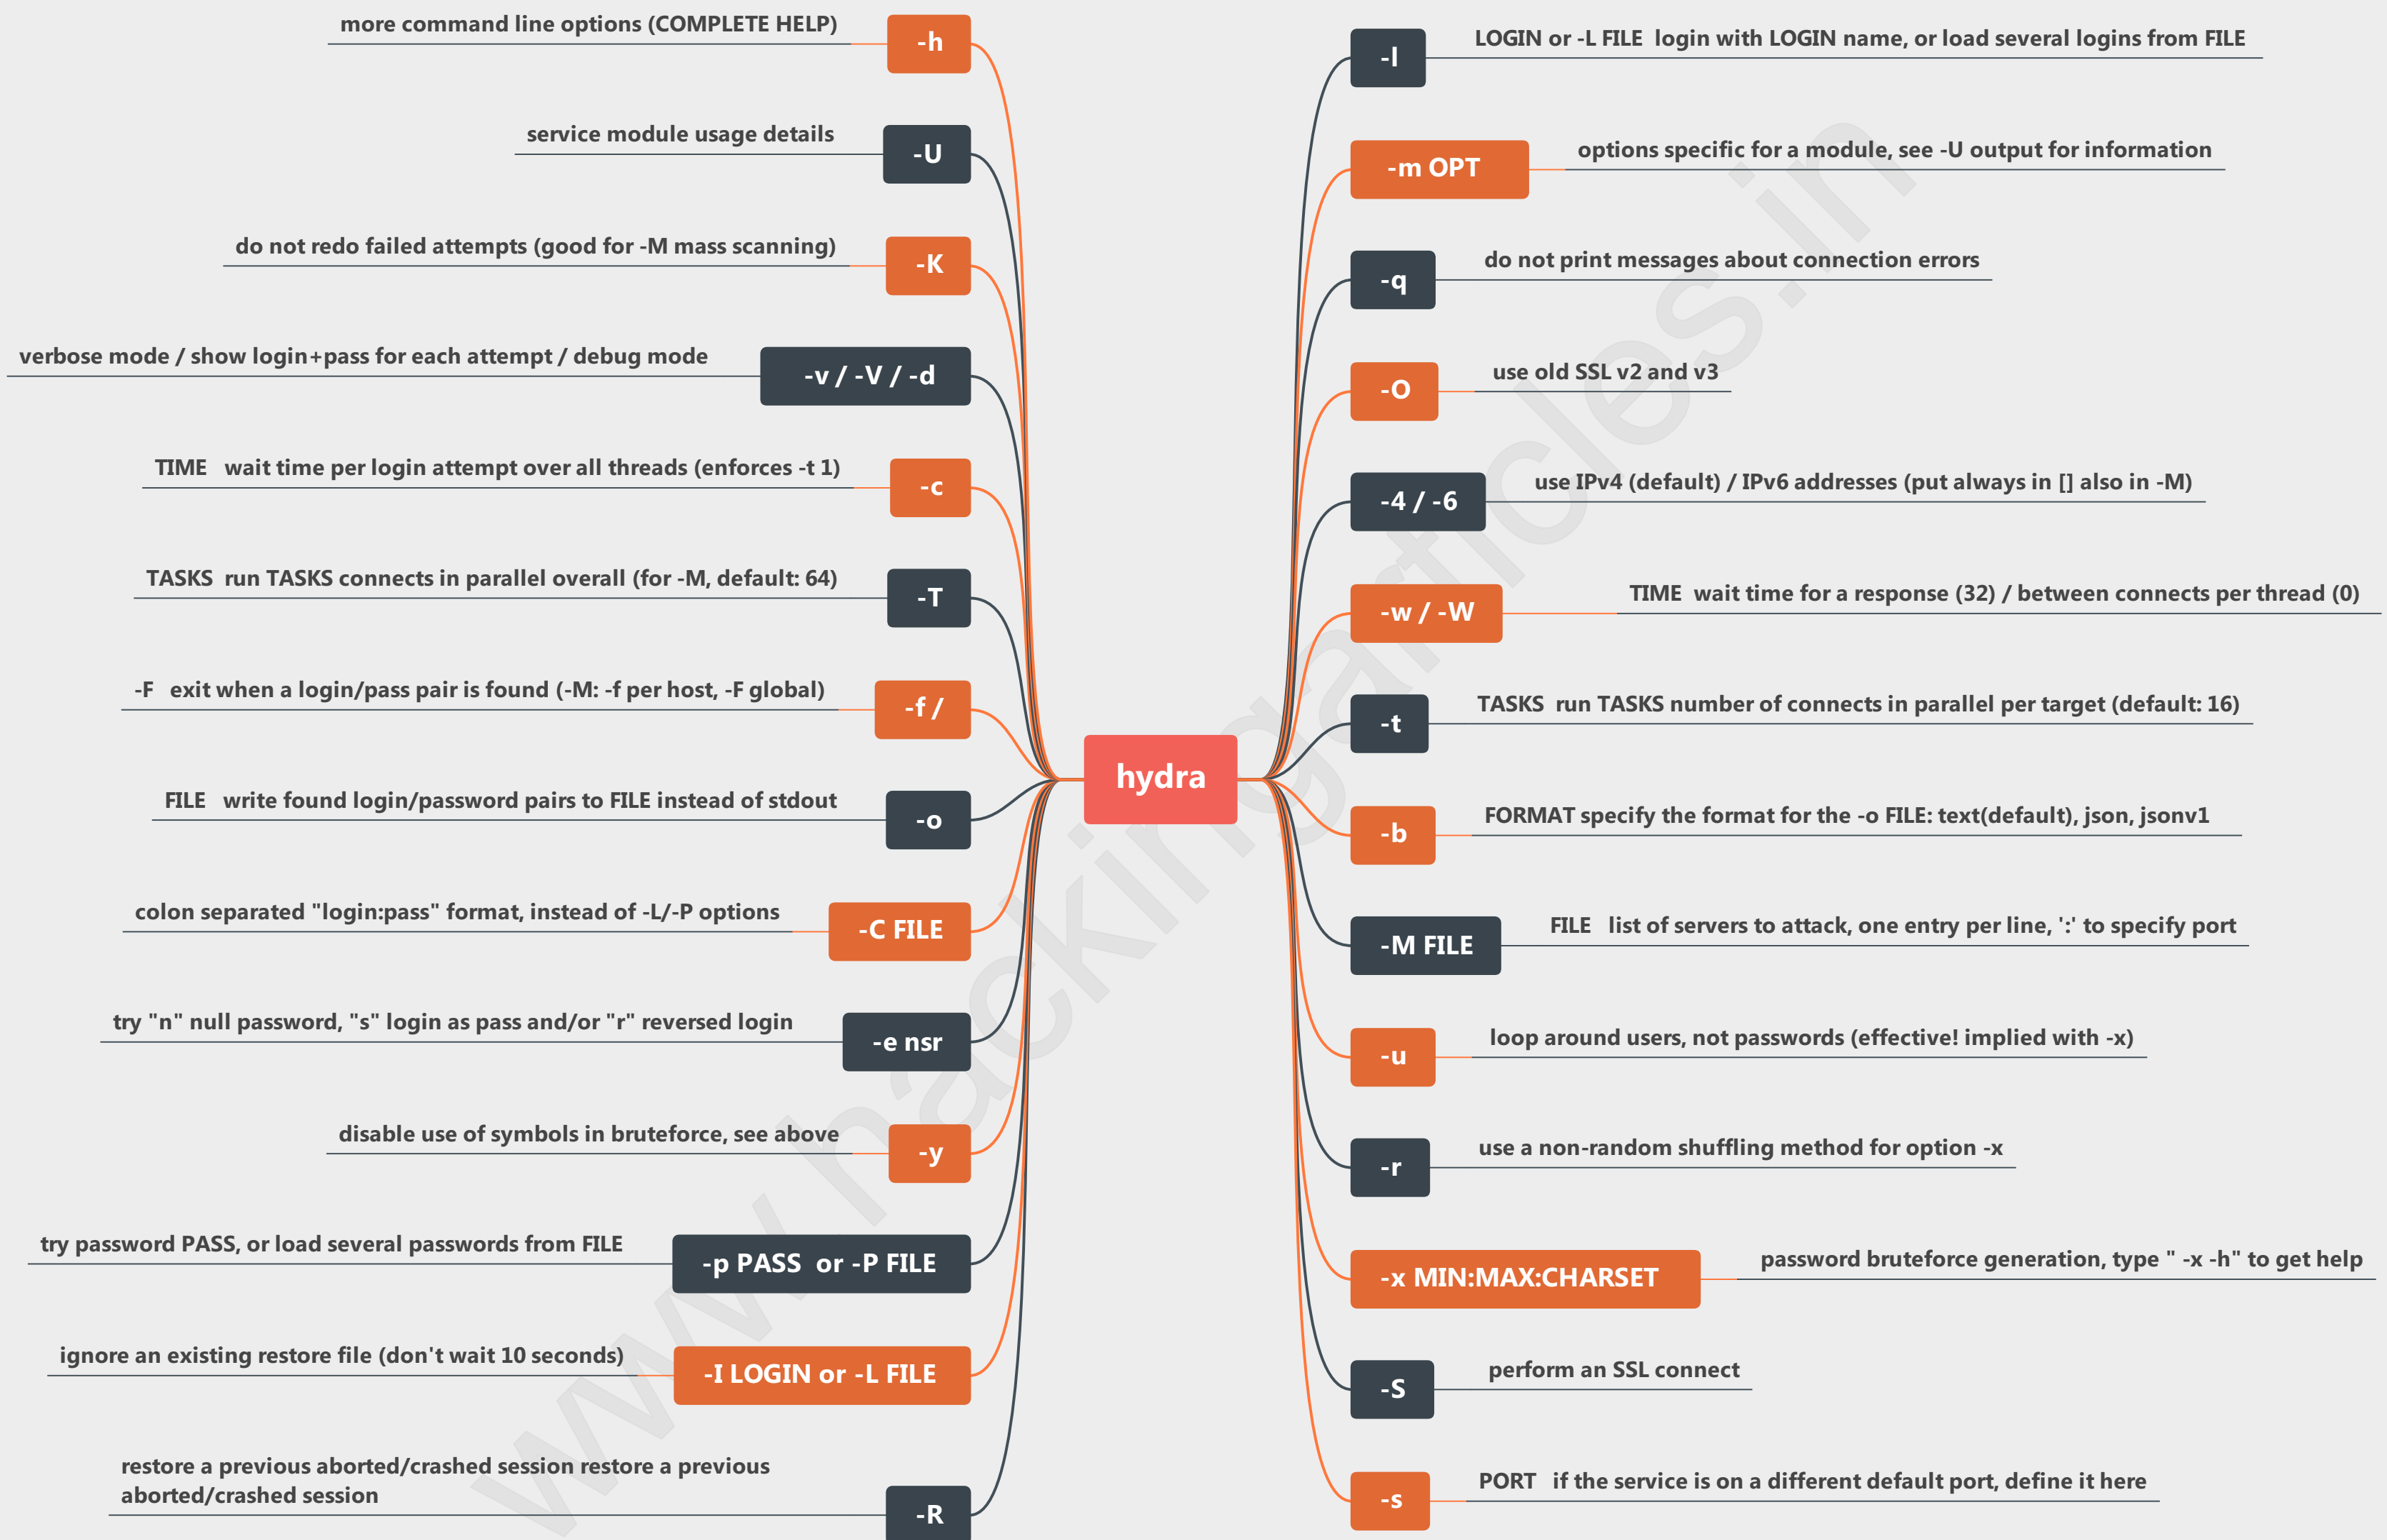 more command line options (COMPLETE HELP)
-h
service module usage details
-U
do not redo failed attempts (good for -M mass scanning)
-K
verbose mode / show login+pass for each attempt / debug mode
-v / -V / -d
TIME wait time per login attempt over all threads (enforces -t 1)
-c
TASKS run TASKS connects in parallel overall (for -M, default: 64)
-T
-F exit when a login/pass pair is found (-M: -f per host, -F global)
-f /
FILE write found login/password pairs to FILE instead of stdout
-o
colon separated "login:pass" format, instead of -L/-P options
-C FILE
try "n" null password, "s" login as pass and/or "r" reversed login
-e nsr
disable use of symbols in bruteforce, see above
-y
try password PASS, or load several passwords from FILE
-p PASS or -P FILE
ignore an existing restore file (don't wait 10 seconds)
-I LOGIN or -L FILE
restore a previous aborted/crashed session restore a previous
aborted/crashed session
-R
hydra
-l
LOGIN or -L FILE login with LOGIN name, or load several logins from FILE
-m OPT
options specific for a module, see -U output for information
-q
do not print messages about connection errors
-O
use old SSL v2 and v3
-4 / -6
use IPv4 (default) / IPv6 addresses (put always in [] also in -M)
-w / -W
TIME wait time for a response (32) / between connects per thread (0)
-t
TASKS run TASKS number of connects in parallel per target (default: 16)
-b
FORMAT specify the format for the -o FILE: text(default), json, jsonv1
-M FILE
FILE list of servers to attack, one entry per line, ':' to specify port
-u
loop around users, not passwords (effective! implied with -x)
-r
use a non-random shuffling method for option -x
-x MIN:MAX:CHARSET
password bruteforce generation, type " -x -h" to get help
-S
perform an SSL connect
-s
PORT if the service is on a different default port, define it here
www.hackingarticles.in